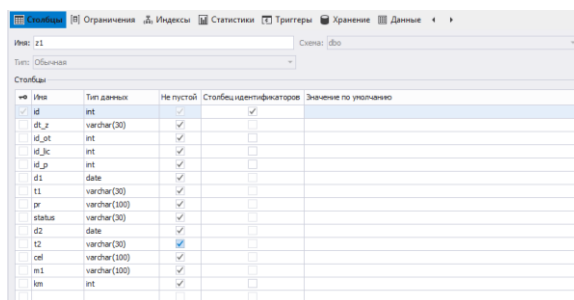 Столбцы Ограничения Индексы Статистики Триггеры Хранение Данные
Имя: z1 Схема: dbo
Тип: Обычная
Столбцы
Имя Тип данных Не пустой Столбец идентификаторов Значение по умолчанию
id int
dt_z varchar(30)
id_ot int
id_lic int
id_p int
d1 date
t1 varchar(30)
pr varchar(100)
status varchar(30)
d2 date
t2 varchar(30)
cel varchar(100)
m1 varchar(100)
km int